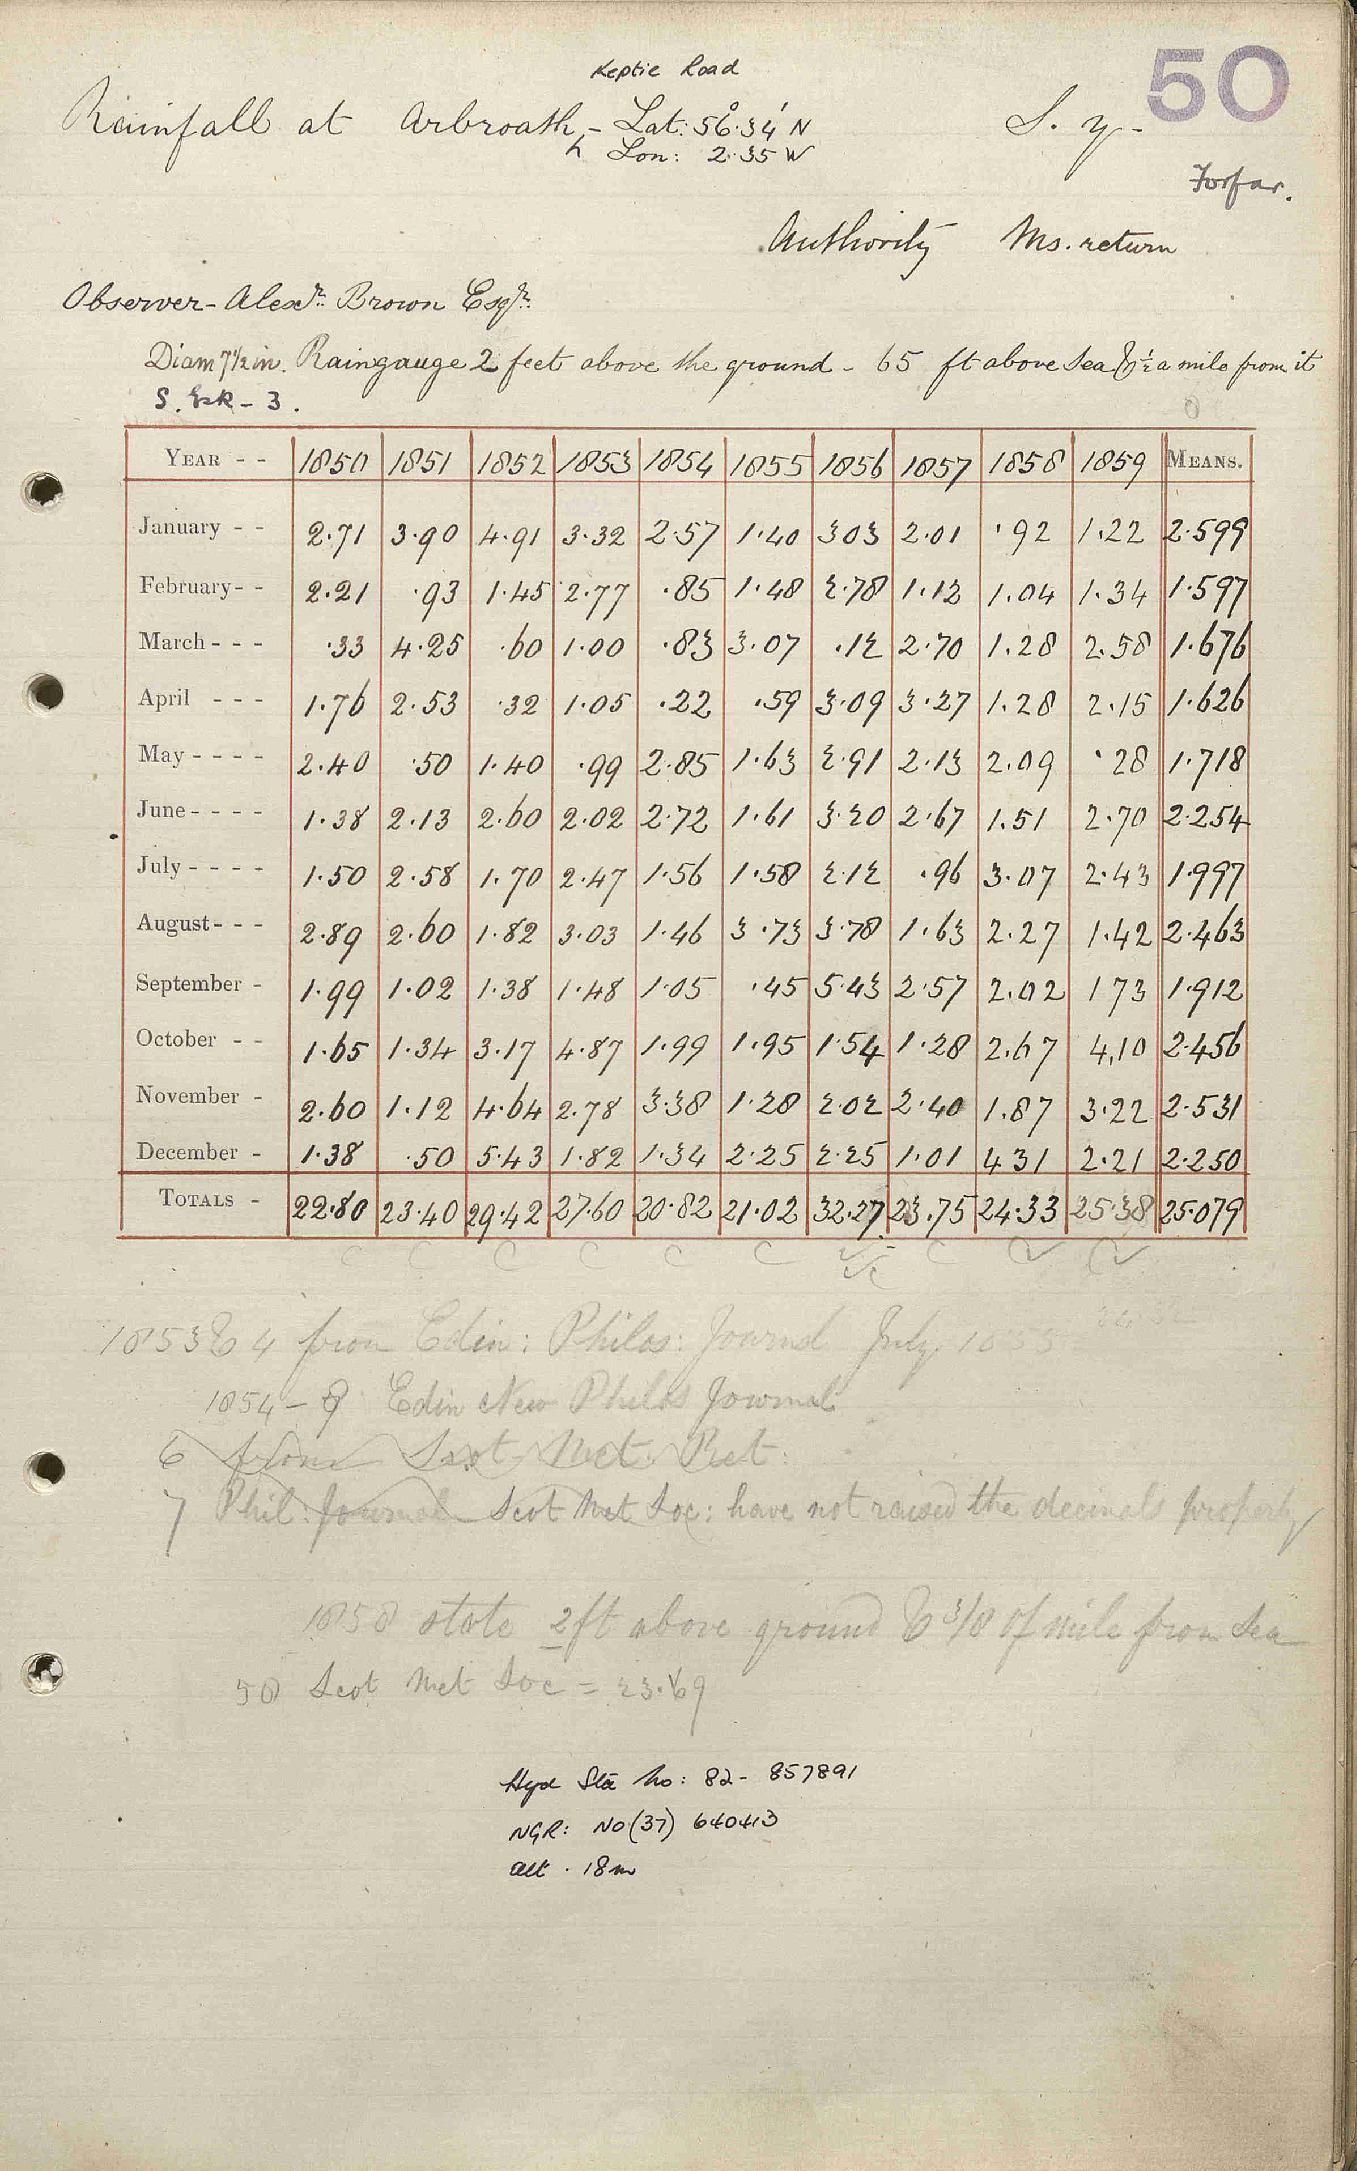 50
Keptie Road
Rainfall at Arbroath, - Lat: 56°.34' N S. y -
Lon: 2.35 W
Forfar.
Authority Ms. return
Observer - Alexr. Brown Esqr.
Diam 7½ in. Raingauge 2 feet above the ground - 65 ft above Sea & ½ a mile from it
S. Esk - 3.
YEAR - - 1850 1851 1852 1853 1854 1855 1856 1857 1858 1859 MEANS.
January - - 2.71 3.90 4.91 3.32 2.57 1.40 3 03 2.01 .92 1.22 2.599
February - - 2.21 .93 1.45 2.77 .85 1.48 2.78 1.12 1.04 1.34 1.597
March - - - .33 4.25 .60 1.00 .83 3.07 .12 2.70 1.28 2.58 1.676
April - - - 1.76 2.53 .32 1.05 .22 .59 3.09 3.27 1.28 2.15 1.626
May - - - - 2.40 .50 1.40 .99 2.85 1.63 2.91 2.13 2.09 .28 1.718
June - - - - 1.38 2.13 2.60 2.02 2.72 1.61 3.20 2.67 1.51 2.70 2.254
July - - - - 1.50 2.58 1.70 2.47 1.56 1.58 2.12 .96 3.07 2.43 1.997
August - - - 2.89 2.60 1.82 3.03 1.46 3.73 3.78 1.63 2.27 1.42 2.463
September - 1.99 1.02 1.38 1.48 1.05 .45 5.43 2.57 2.02 1 73 1.912
October - - 1.65 1.34 3.17 4.87 1.99 1.95 1.54 1.28 2.67 4.10 2.456
November - 2.60 1.12 4.64 2.78 3.38 1.28 2.02 2.40 1.87 3.22 2.531
December - 1.38 .50 5.43 1.82 1.34 2.25 2.25 1.01 4 31 2.21 2.250
TOTALS - 22.80 23.40 29.42 27.60 20.82 21.02 32.27 23.75 24.33 25.38 25.079
1853 & 4 from Edin: Philos: Journal July
1854 - 9 Edin New Philos Journal
6 from Scot Met. Ret:
7 Phil: Journal - Scot Met Soc: have not raised the decimals properly
1858 state 2ft above ground & 3/8 of mile from Sea
58 Scot Met Soc = 23.69
Hyd Sta No: 82 - 857891
NGR: NO (37) 640413
alt. 18m